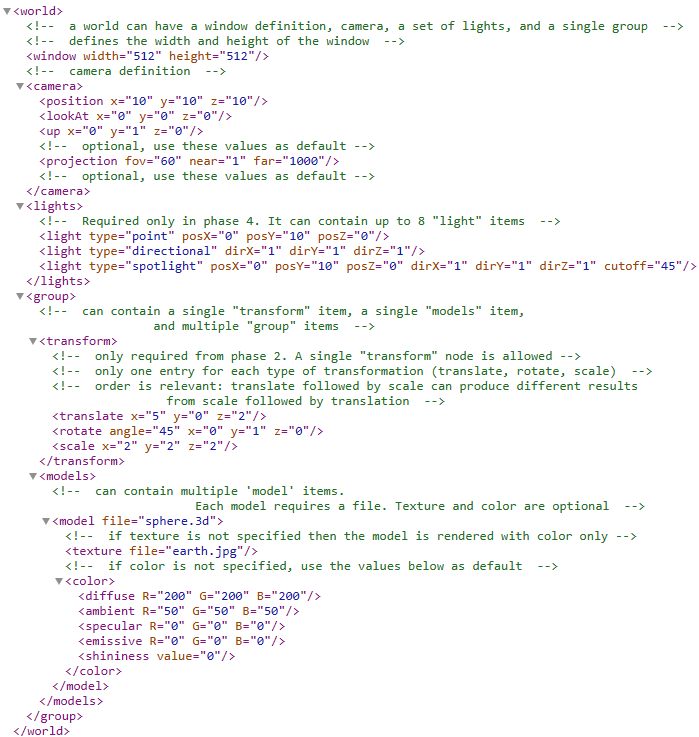 <world>
<!-- a world can have a window definition, camera, a set of lights, and a single group -->
<!-- defines the width and height of the window -->
<window width="512" height="512"/>
<!-- camera definition -->
<camera>
<position x="10" y="10" z="10"/>
<lookAt x="0" y="0" z="0"/>
<up x="0" y="1" z="0"/>
<!-- optional, use these values as default -->
<projection fov="60" near="1" far="1000"/>
<!-- optional, use these values as default -->
</camera>
<lights>
<!-- Required only in phase 4. It can contain up to 8 "light" items -->
<light type="point" posX="0" posY="10" posZ="0"/>
<light type="directional" dirX="1" dirY="1" dirZ="1"/>
<light type="spotlight" posX="0" posY="10" posZ="0" dirX="1" dirY="1" dirZ="1" cutoff="45"/>
</lights>
<group>
<!-- can contain a single "transform" item, a single "models" item,
and multiple "group" items -->
<transform>
<!-- only required from phase 2. A single "transform" node is allowed -->
<!-- only one entry for each type of transformation (translate, rotate, scale) -->
<!-- order is relevant: translate followed by scale can produce different results
from scale followed by translation -->
<translate x="5" y="0" z="2"/>
<rotate angle="45" x="0" y="1" z="0"/>
<scale x="2" y="2" z="2"/>
</transform>
<models>
<!-- can contain multiple 'model' items.
Each model requires a file. Texture and color are optional -->
<model file="sphere.3d">
<!-- if texture is not specified then the model is rendered with color only -->
<texture file="earth.jpg"/>
<!-- if color is not specified, use the values below as default -->
<color>
<diffuse R="200" G="200" B="200"/>
<ambient R="50" G="50" B="50"/>
<specular R="0" G="0" B="0"/>
<emissive R="0" G="0" B="0"/>
<shininess value="0"/>
</color>
</model>
</models>
</group>
</world>